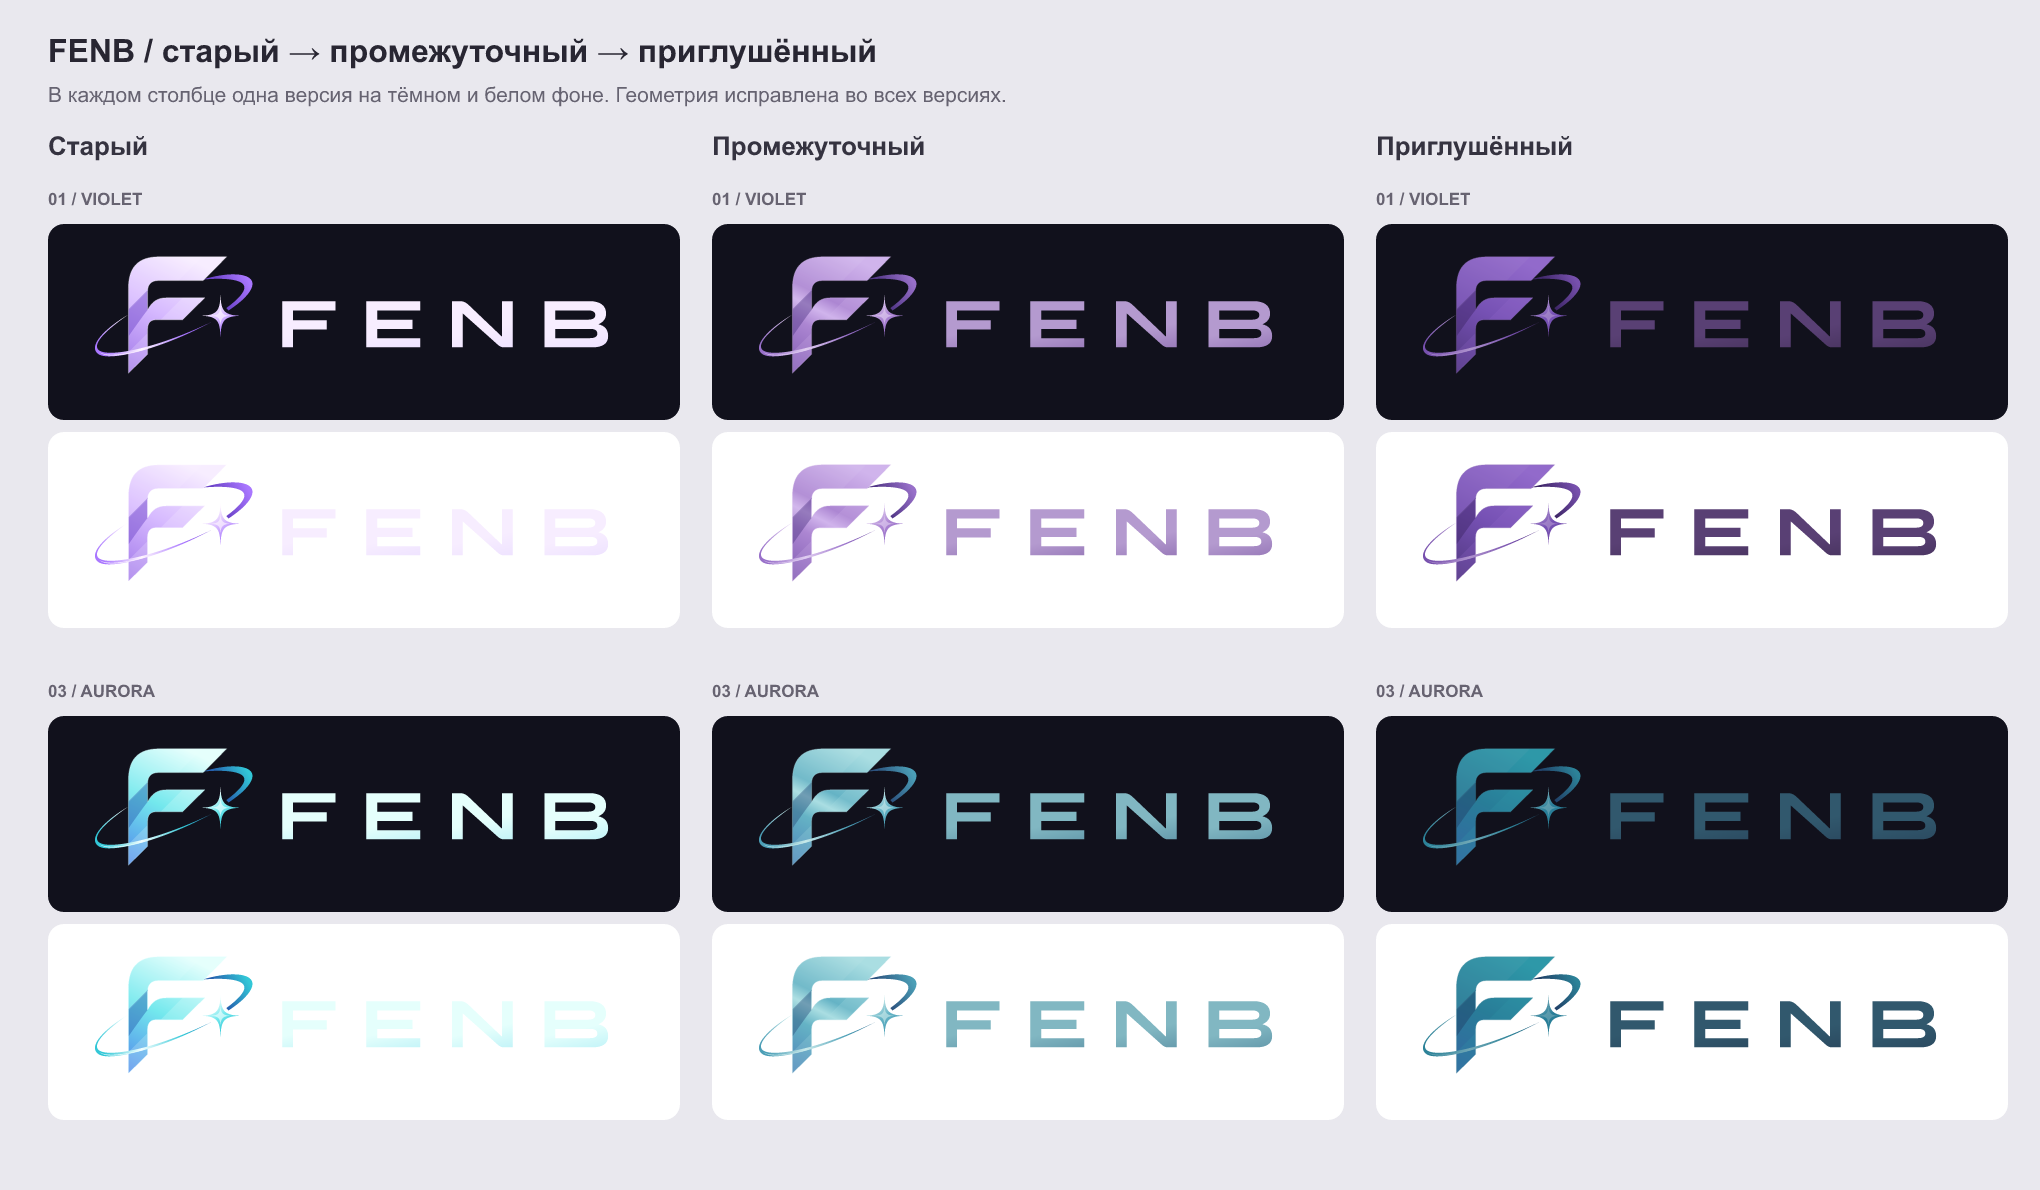 FENB / старый → промежуточный → приглушённый
В каждом столбце одна версия на тёмном и белом фоне. Геометрия исправлена во всех версиях.
Старый
Промежуточный
Приглушённый
01 / VIOLET
01 / VIOLET
01 / VIOLET
FENB
FENB
FENB
FENB
FENB
FENB
03 / AURORA
03 / AURORA
03 / AURORA
FENB
FENB
FENB
FENB
FENB
FENB